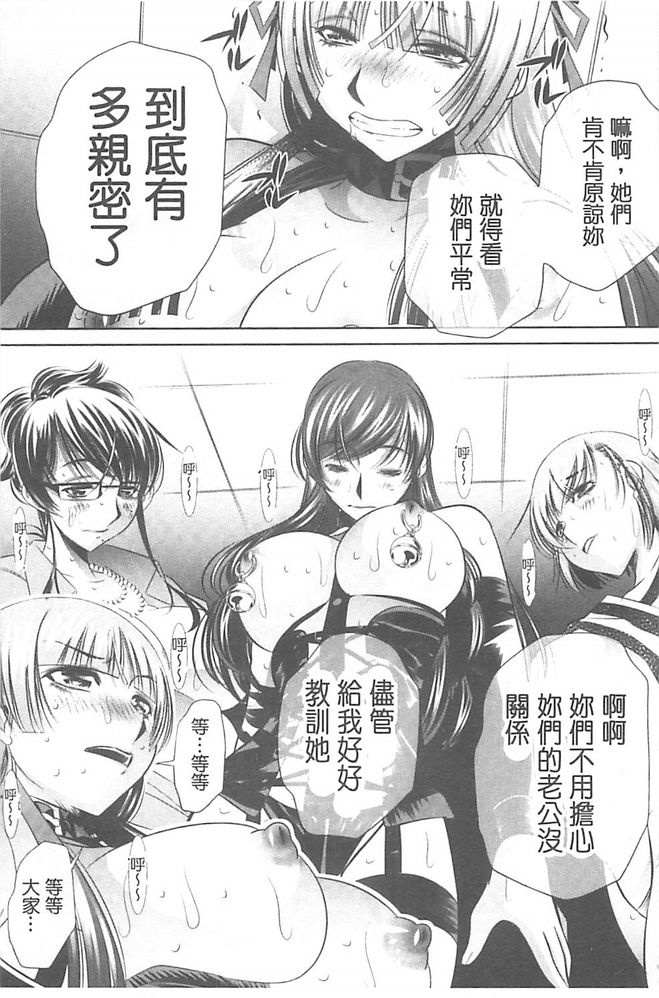 嘛啊，她們
肯不肯原諒妳
就得看
妳們平常
到底有
多親密了
呼～～
呼～～
呼～～
呼～～
呼～～
啊啊
妳們不用擔心
妳們的老公沒
關係
儘管
給我好好
教訓她
呼～～
等…等等
呼～～
呼～～
等等
大家…